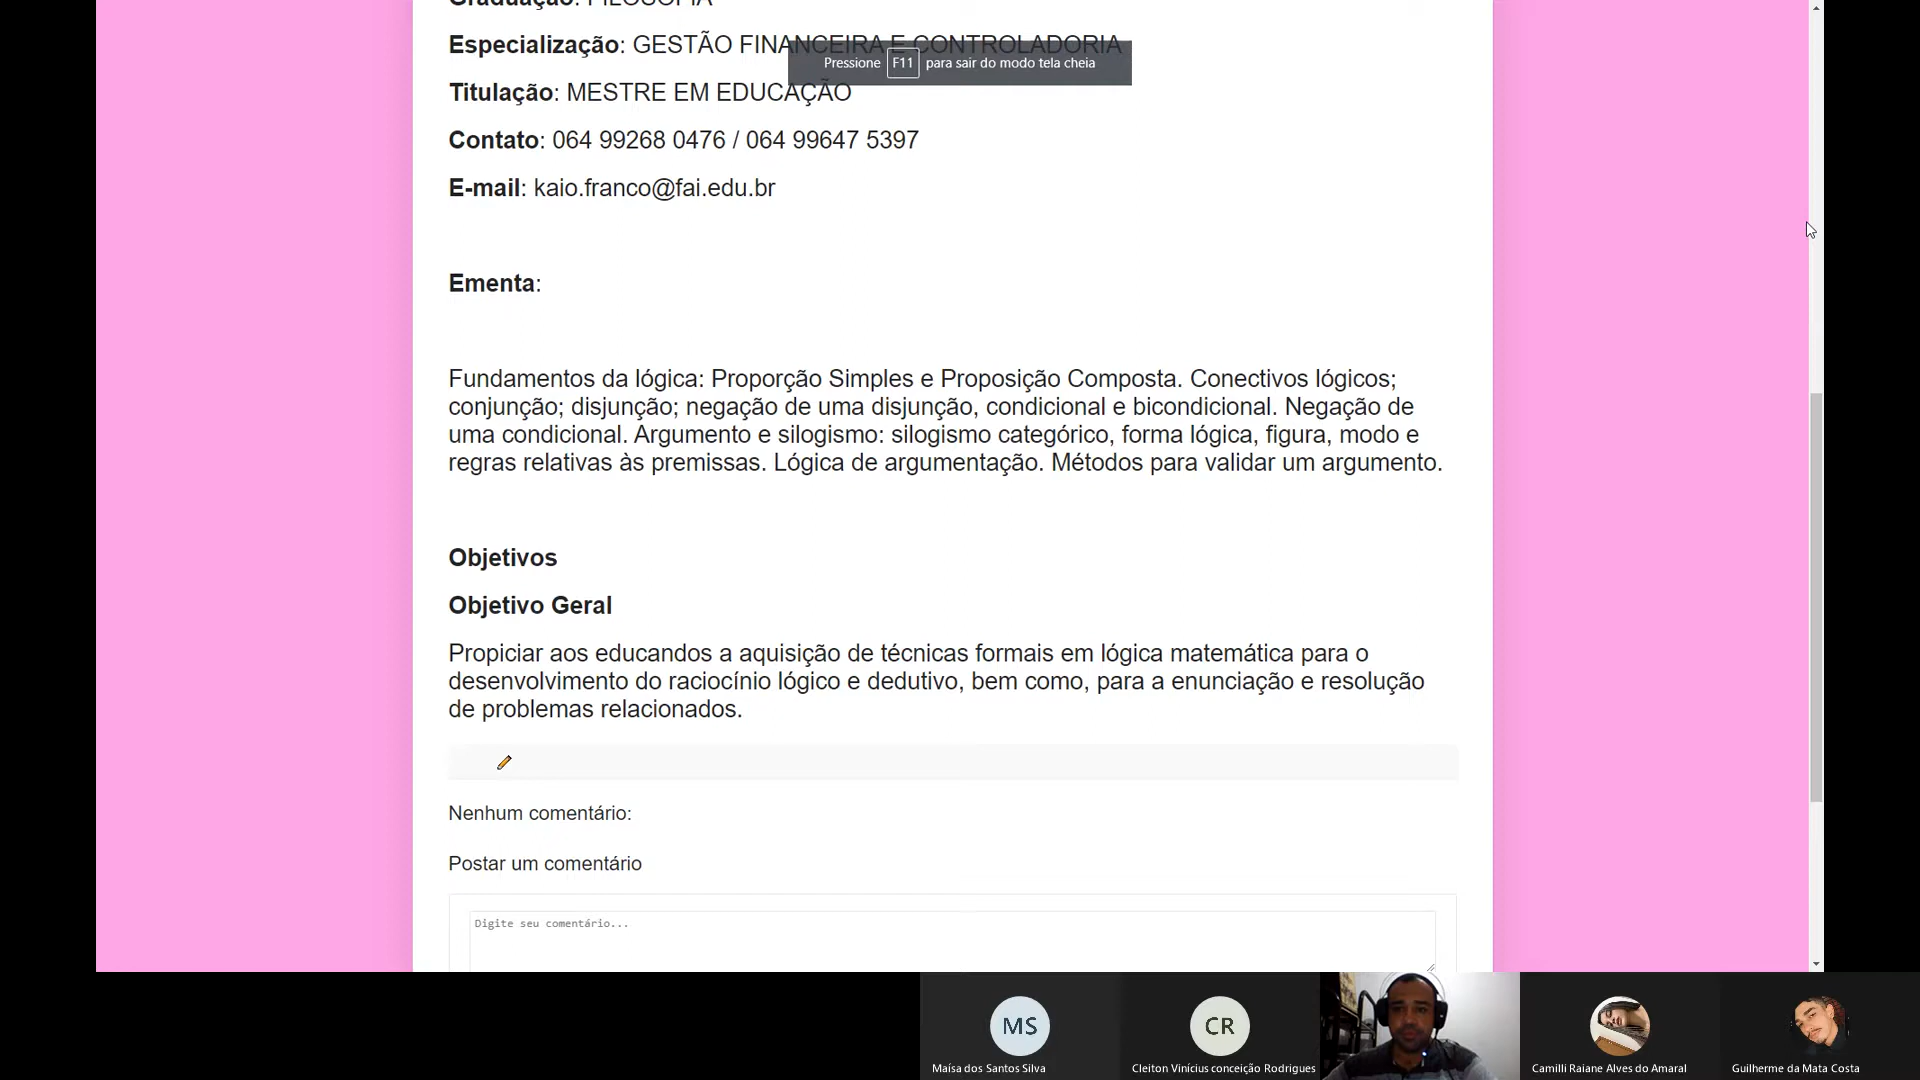 Graduação: FILOSOFIA
Especialização: GESTÃO FINANCEIRA E CONTROLADORIA
Pressione F11 para sair do modo tela cheia
Titulação: MESTRE EM EDUCAÇÃO
Contato: 064 99268 0476 / 064 99647 5397
E-mail: kaio.franco@fai.edu.br
Ementa:
Fundamentos da lógica: Proporção Simples e Proposição Composta. Conectivos lógicos;
conjunção; disjunção; negação de uma disjunção, condicional e bicondicional. Negação de
uma condicional. Argumento e silogismo: silogismo categórico, forma lógica, figura, modo e
regras relativas às premissas. Lógica de argumentação. Métodos para validar um argumento.
Objetivos
Objetivo Geral
Propiciar aos educandos a aquisição de técnicas formais em lógica matemática para o
desenvolvimento do raciocínio lógico e dedutivo, bem como, para a enunciação e resolução
de problemas relacionados.
Nenhum comentário:
Postar um comentário
Digite seu comentário...
MS
CR
Maísa dos Santos Silva
Cleiton Vinícius conceição Rodrigues
Camilli Raiane Alves do Amaral
Guilherme da Mata Costa